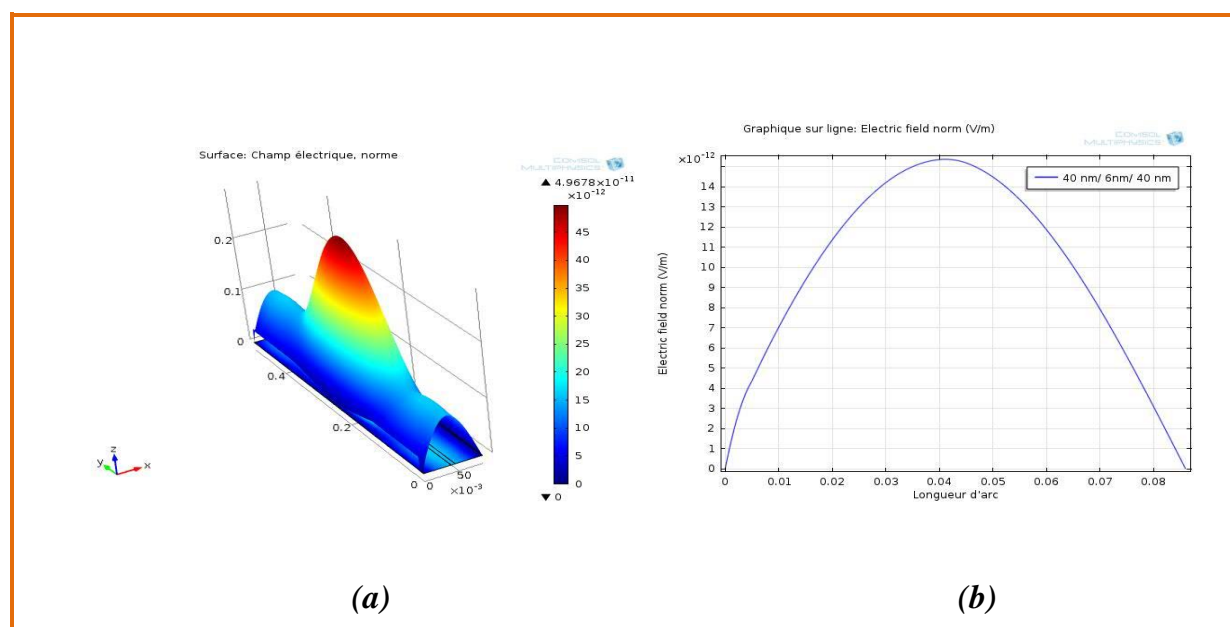 Surface: Champ électrique, norme
COMSOL
MULTIPHYSICS
▲ 4.9678×10⁻¹¹
×10⁻¹²
45
40
35
30
25
20
15
10
5
0
▼ 0
0.2
0.1
0
0.4
0.2
0 0
50
×10⁻³
y z x
(a)
Graphique sur ligne: Electric field norm (V/m)
COMSOL
MULTIPHYSICS
×10⁻¹²
40 nm/ 6nm/ 40 nm
14
13
12
11
10
9
8
7
6
5
4
3
2
1
0
Electric field norm (V/m)
0 0.01 0.02 0.03 0.04 0.05 0.06 0.07 0.08
Longueur d'arc
(b)